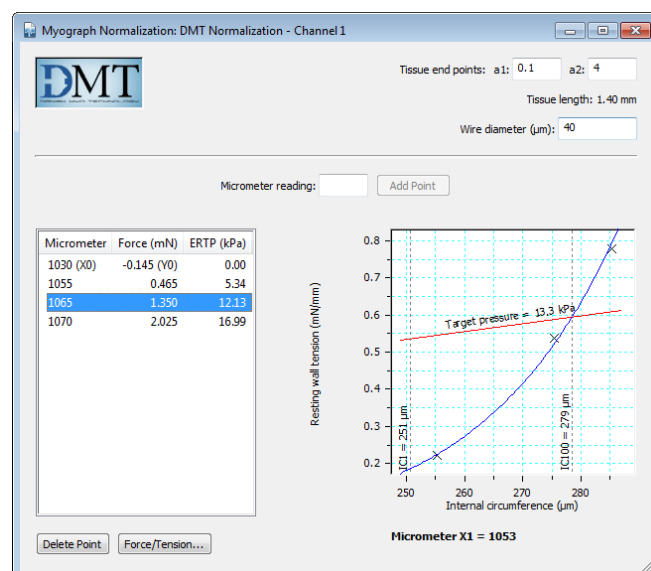 Myograph Normalization: DMT Normalization - Channel 1
DMT
Tissue end points: a1: 0.1 a2: 4
Tissue length: 1.40 mm
Wire diameter (µm): 40
Micrometer reading: Add Point
Micrometer Force (mN) ERTP (kPa)
1030 (X0) -0.145 (Y0) 0.00
1055 0.465 5.34
1065 1.350 12.13
1070 2.025 16.99
Resting wall tension (mN/mm)
0.8
0.7
0.6
0.5
0.4
0.3
0.2
Target pressure = 13.3 kPa
IC1 = 251 µm
IC100 = 279 µm
250 260 270 280
Internal circumference (µm)
Delete Point Force/Tension...
Micrometer X1 = 1053